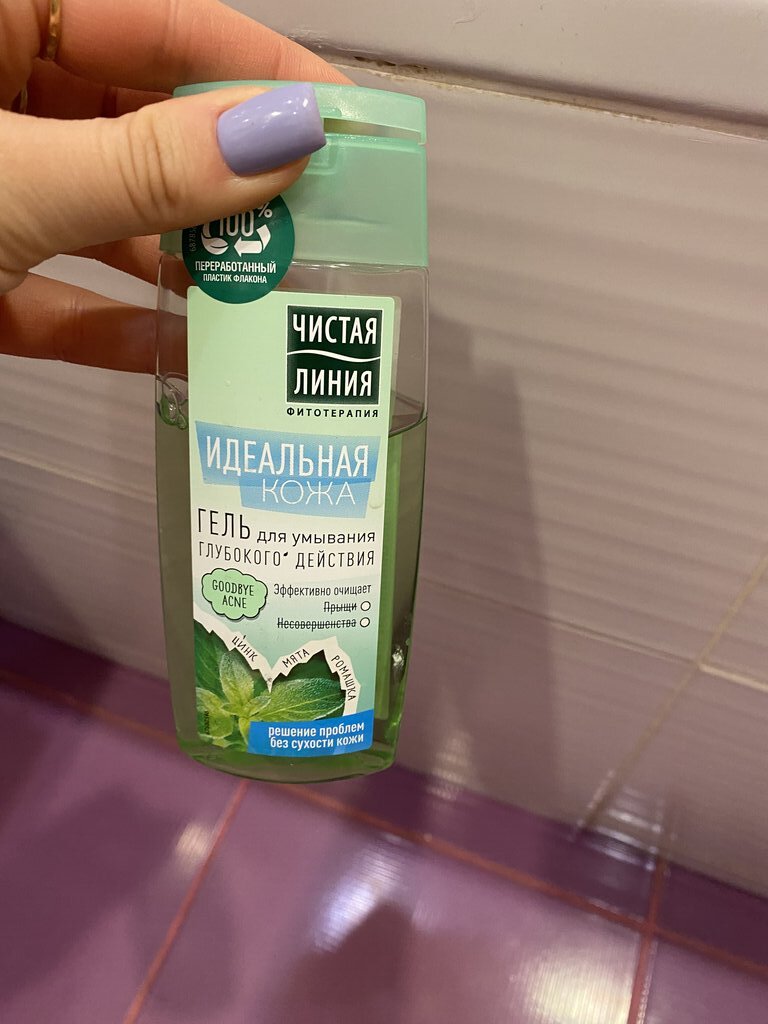 100%
ПЕРЕРАБОТАННЫЙ
ПЛАСТИК ФЛАКОНА
ЧИСТАЯ
ЛИНИЯ
ФИТОТЕРАПИЯ
ИДЕАЛЬНАЯ
КОЖА
ГЕЛЬ для умывания
ГЛУБОКОГО* ДЕЙСТВИЯ
GOODBYE
ACNE
Эффективно очищает
Прыщи
Несовершенства
ЦИНК
МЯТА
РОМАШКА
решение проблем
без сухости кожи